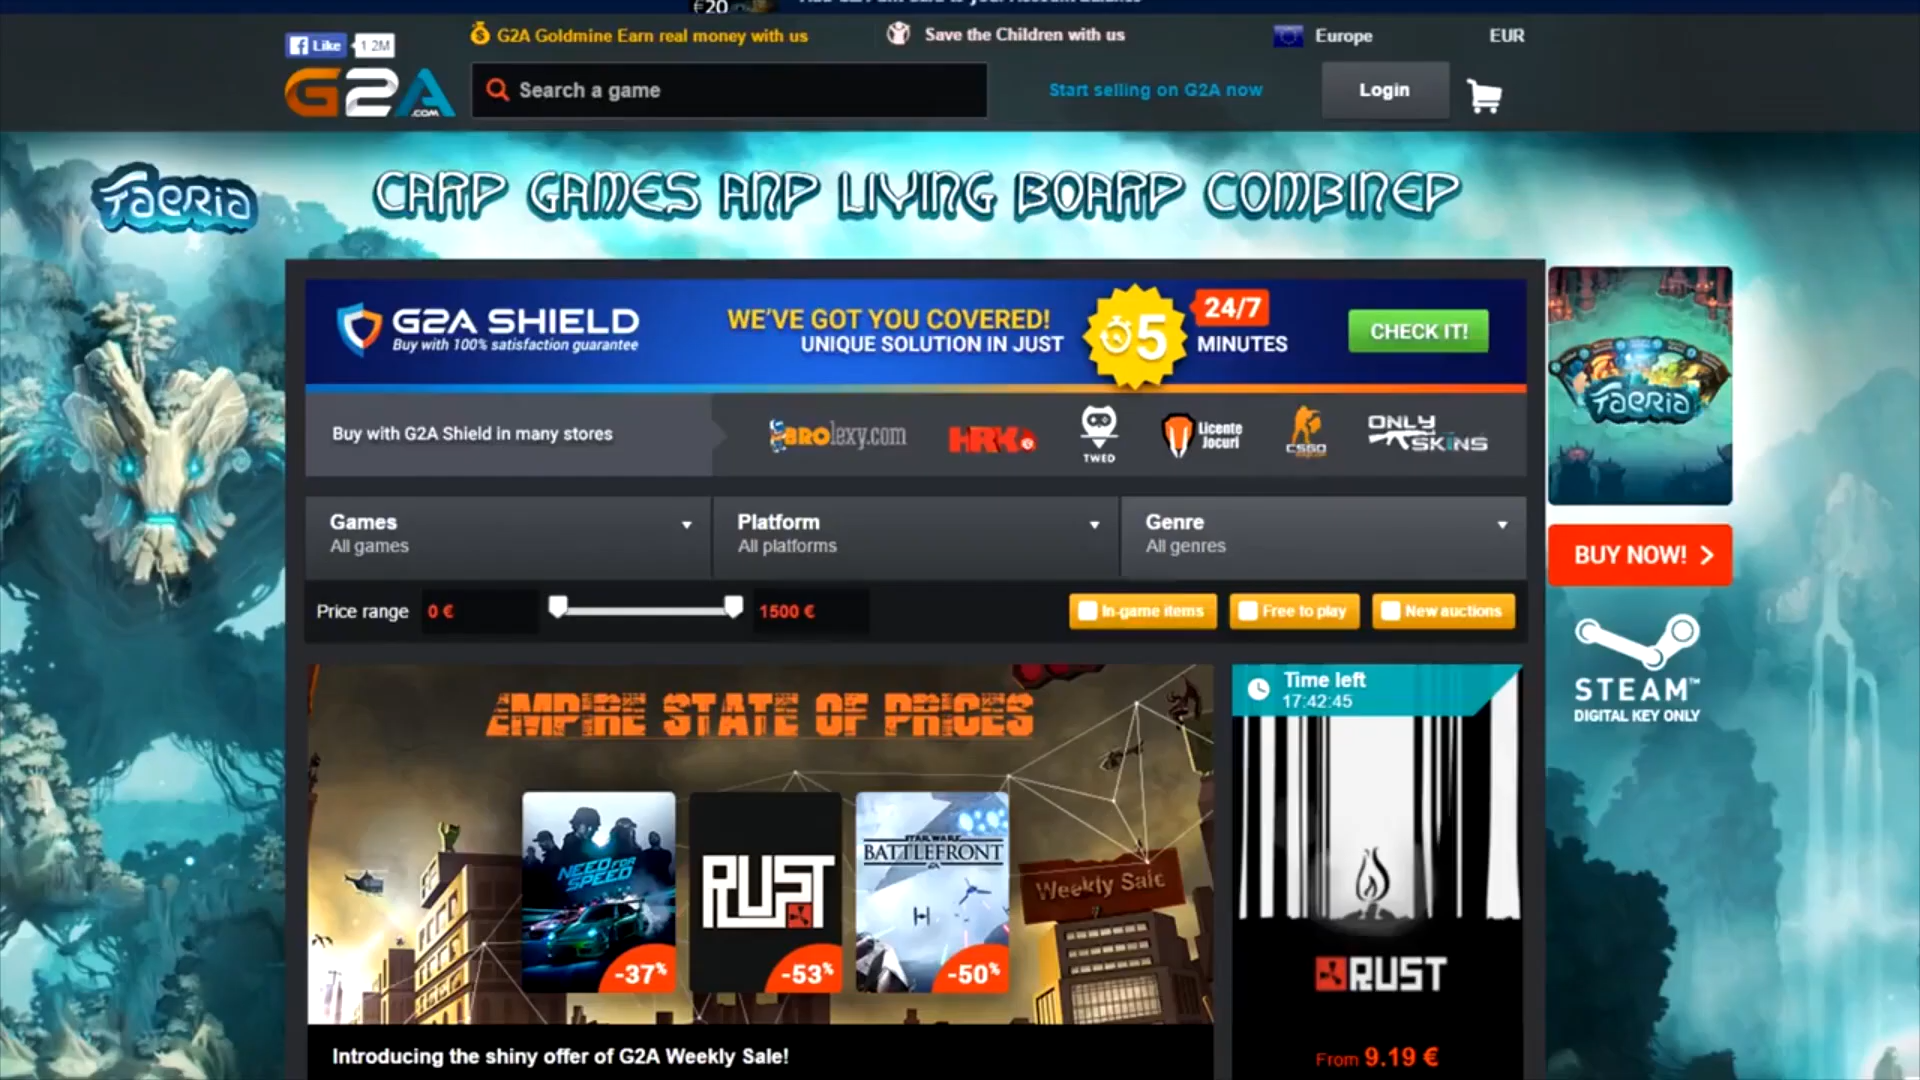 Like
1.2M
G2A Goldmine Earn real money with us
Save the Children with us
Europe
EUR
G2A
.COM
Search a game
Start selling on G2A now
Login
Faeria
CARD GAMES AND LIVING BOARD COMBINED
G2A SHIELD
Buy with 100% satisfaction guarantee
WE'VE GOT YOU COVERED!
UNIQUE SOLUTION IN JUST
5
24/7
MINUTES
CHECK IT!
Faeria
Buy with G2A Shield in many stores
BROlexy.com
HRK
TWED
Licente
Jocuri
CSGO
ONLY
SKINS
Games
All games
Platform
All platforms
Genre
All genres
BUY NOW!
Price range
0 €
1500 €
In-game items
Free to play
New auctions
STEAM™
DIGITAL KEY ONLY
EMPIRE STATE OF PRICES
Time left
17:42:45
NEED FOR
SPEED
-37%
RUST
-53%
STAR WARS
BATTLEFRONT
EA
-50%
Weekly Sale
RUST
Introducing the shiny offer of G2A Weekly Sale!
From 9.19 €